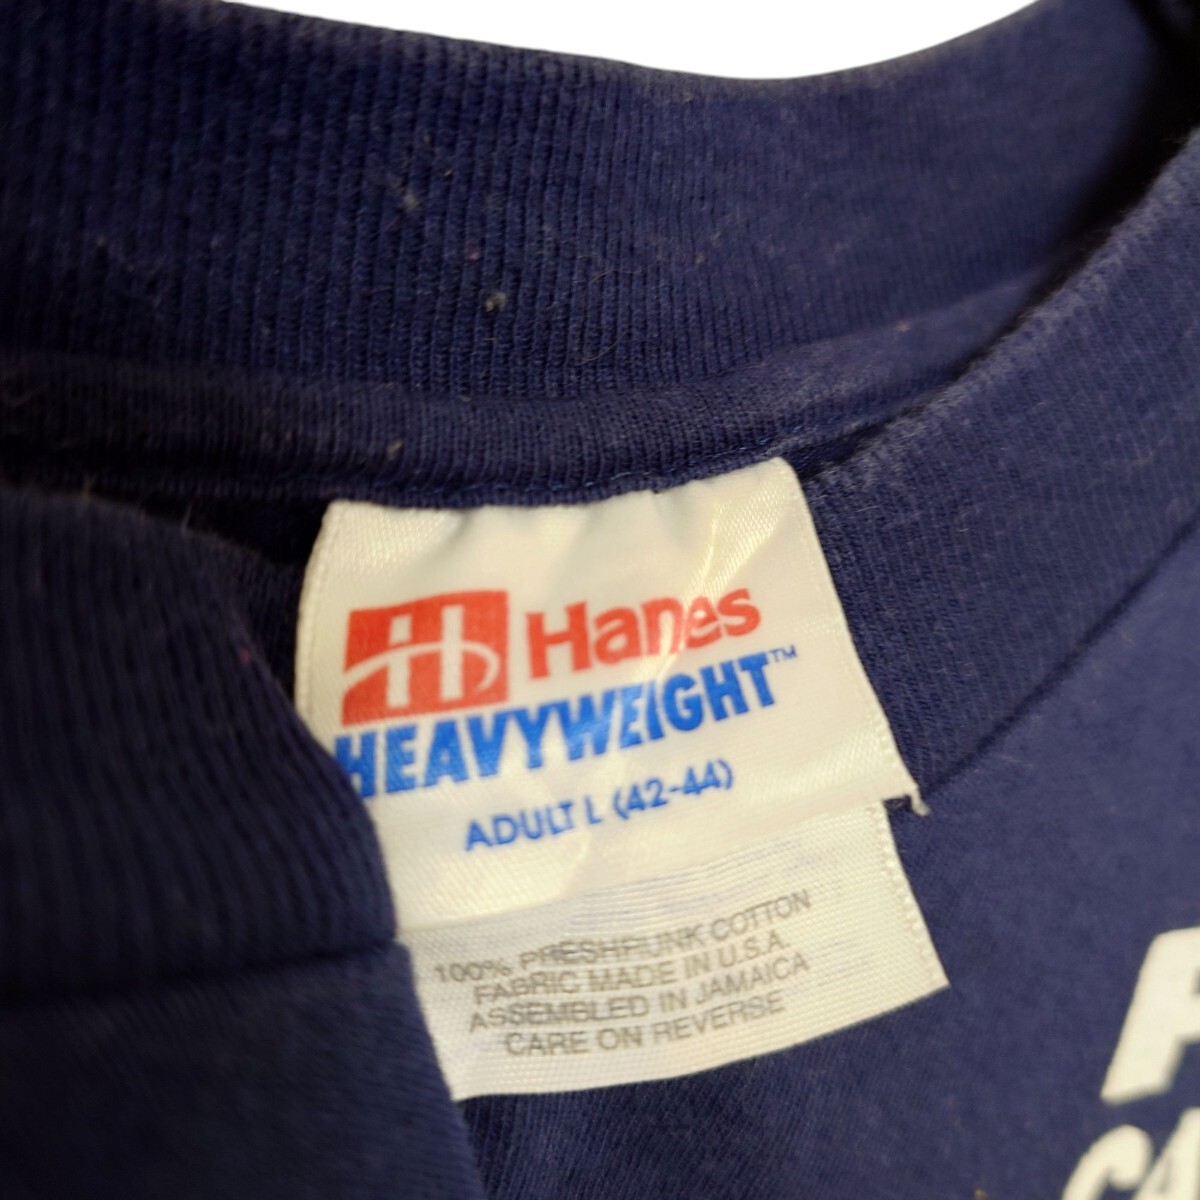 Hanes
HEAVYWEIGHT™
ADULT L (42-44)
100% PRESHRUNK COTTON
FABRIC MADE IN U.S.A.
ASSEMBLED IN JAMAICA
CARE ON REVERSE